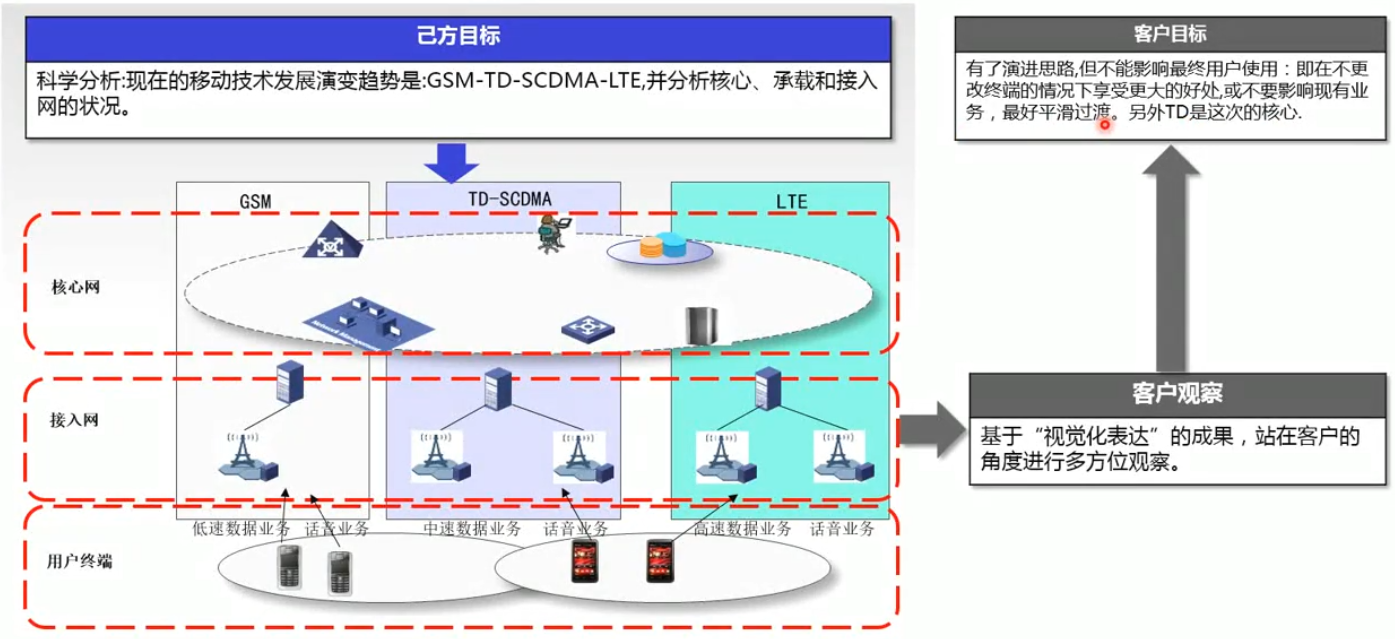 己方目标
科学分析:现在的移动技术发展演变趋势是:GSM-TD-SCDMA-LTE,并分析核心、承载和接入
网的状况。
客户目标
有了演进思路,但不能影响最终用户使用：即在不更
改终端的情况下享受更大的好处,或不要影响现有业
务，最好平滑过渡。另外TD是这次的核心.
GSM
TD-SCDMA
LTE
核心网
接入网
低速数据业务
话音业务
中速数据业务
话音业务
高速数据业务
话音业务
用户终端
客户观察
基于“视觉化表达”的成果，站在客户的
角度进行多方位观察。